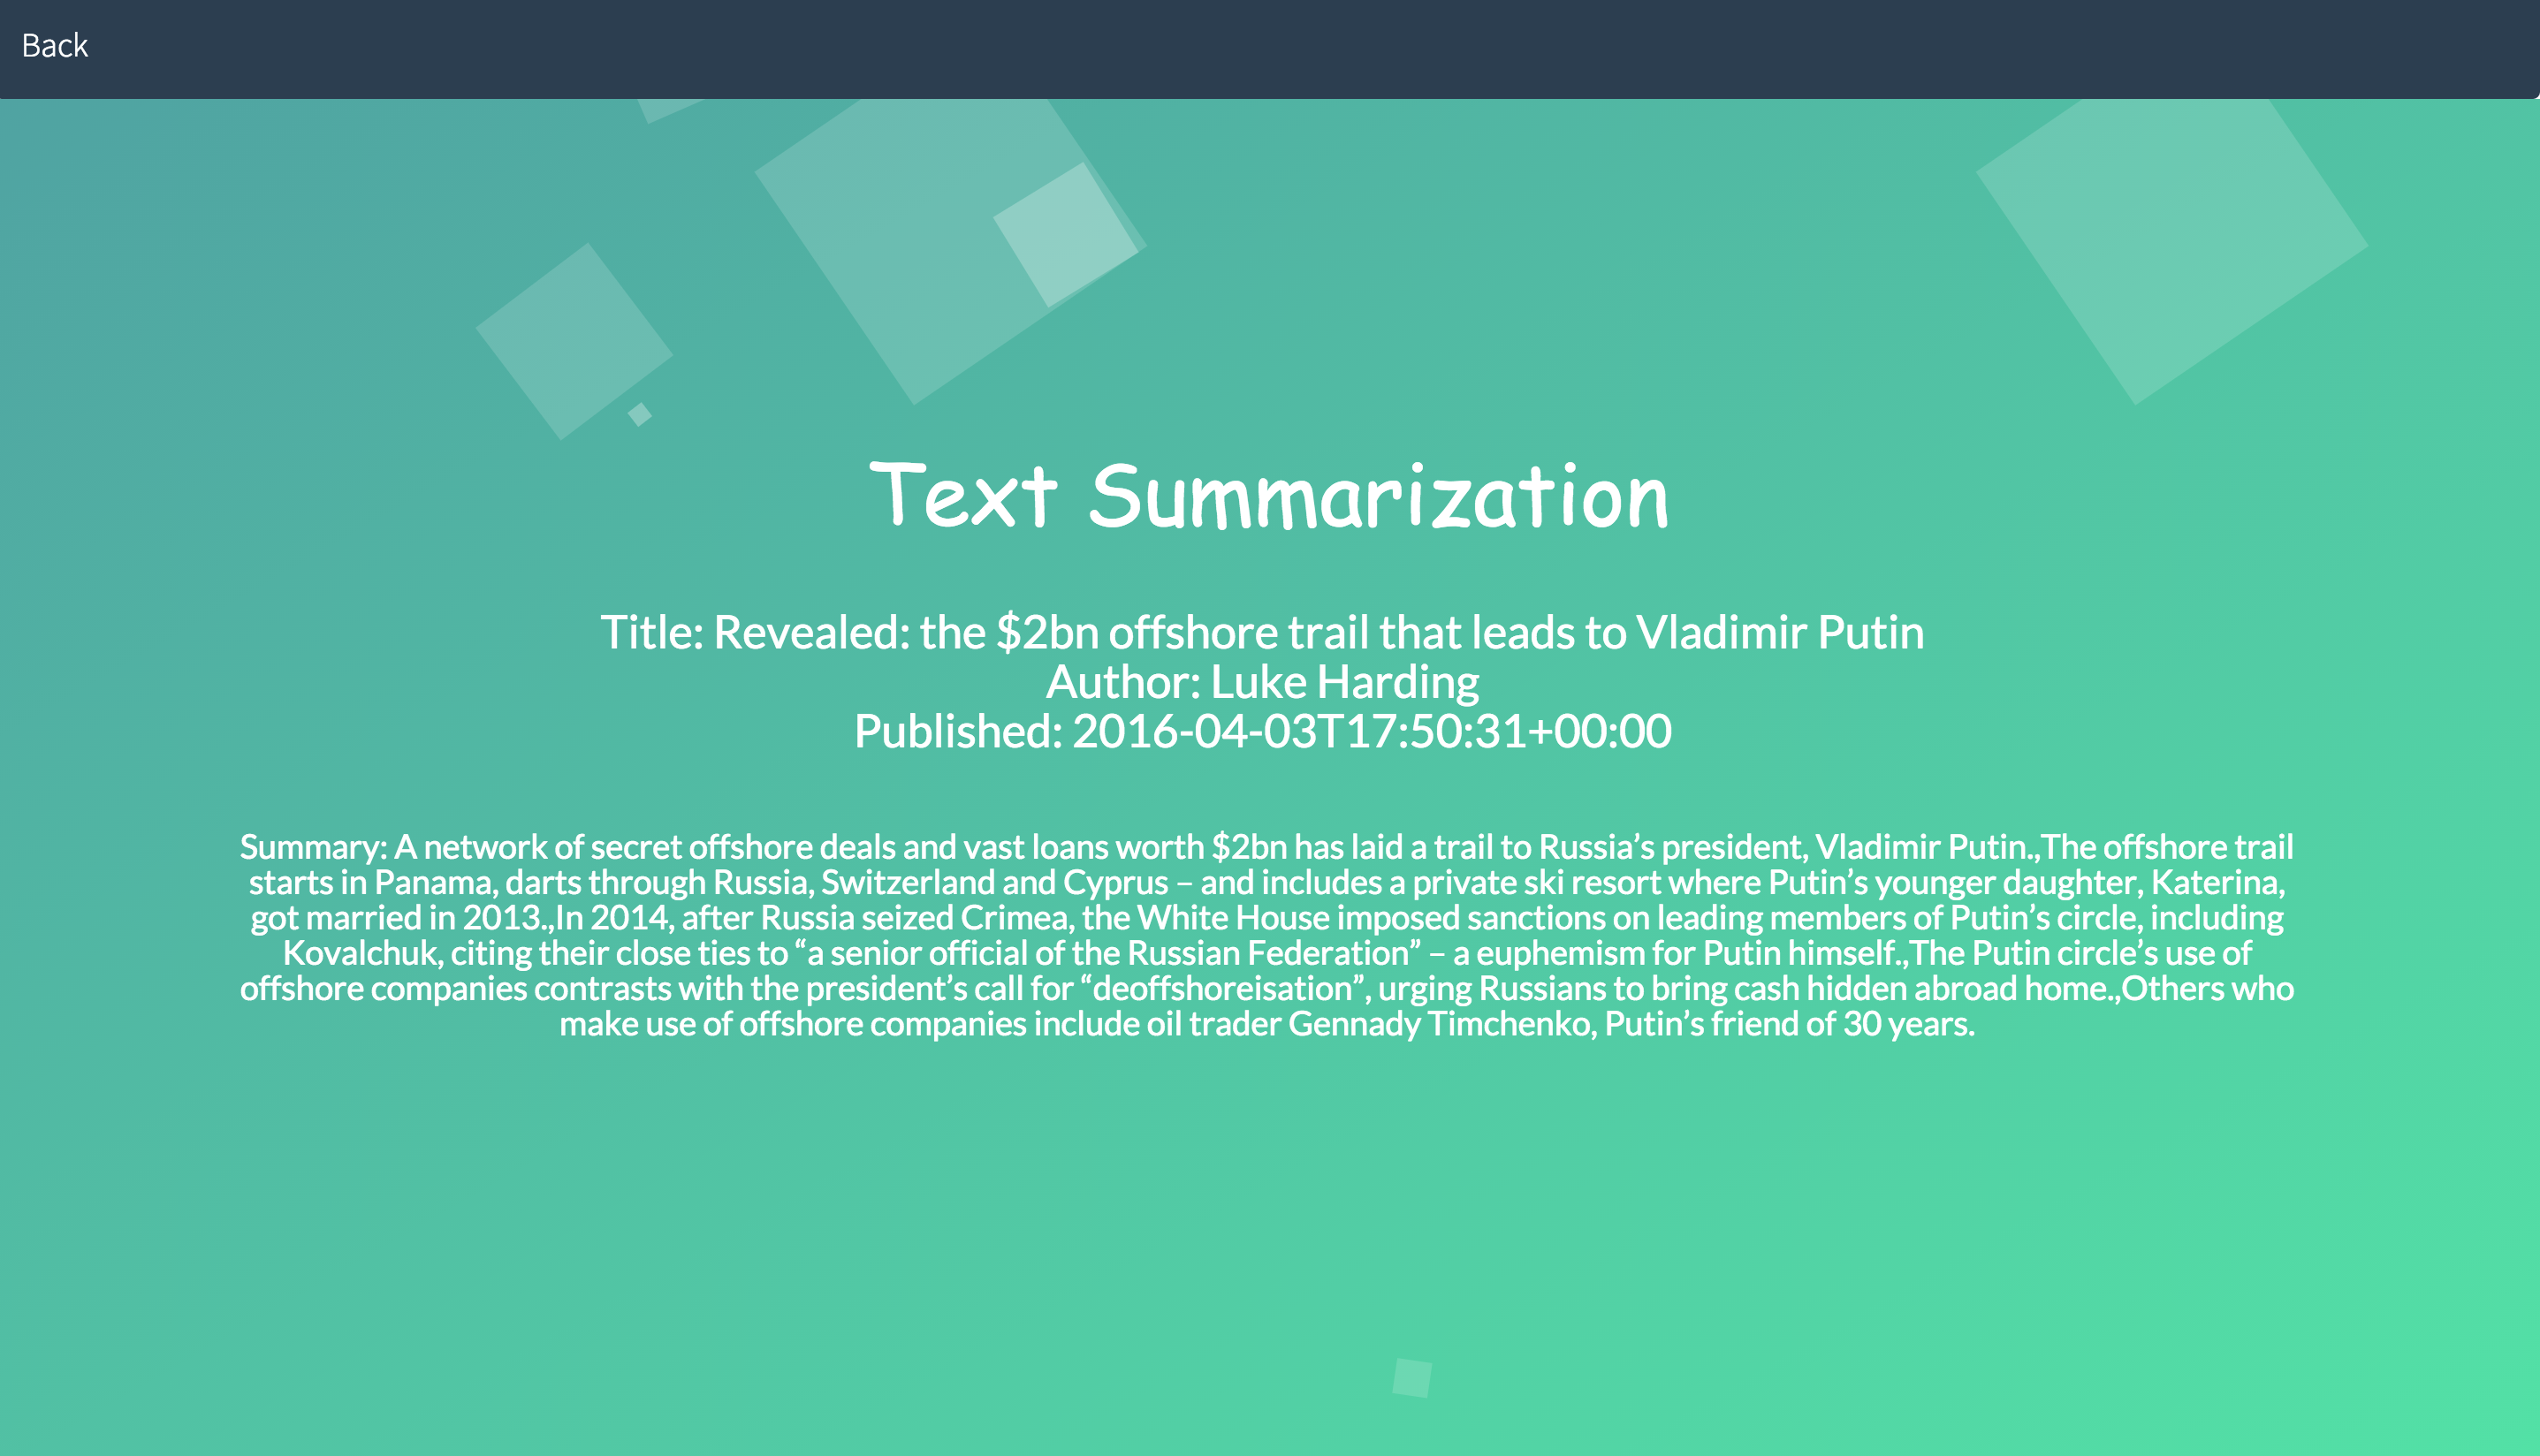 Back
Text Summarization
Title: Revealed: the $2bn offshore trail that leads to Vladimir Putin
Author: Luke Harding
Published: 2016-04-03T17:50:31+00:00
Summary: A network of secret offshore deals and vast loans worth $2bn has laid a trail to Russia’s president, Vladimir Putin.,The offshore trail
starts in Panama, darts through Russia, Switzerland and Cyprus – and includes a private ski resort where Putin’s younger daughter, Katerina,
got married in 2013.,In 2014, after Russia seized Crimea, the White House imposed sanctions on leading members of Putin’s circle, including
Kovalchuk, citing their close ties to “a senior official of the Russian Federation” – a euphemism for Putin himself.,The Putin circle’s use of
offshore companies contrasts with the president’s call for “deoffshoreisation”, urging Russians to bring cash hidden abroad home.,Others who
make use of offshore companies include oil trader Gennady Timchenko, Putin’s friend of 30 years.